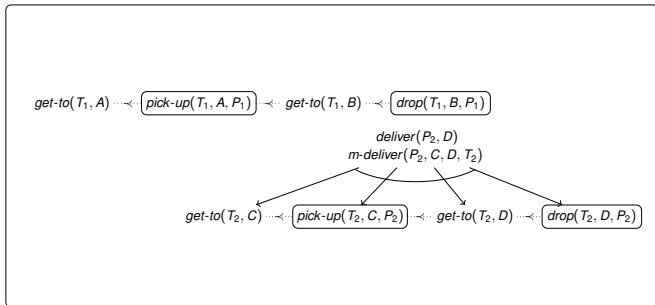 get-to(T₁, A) ≺ pick-up(T₁, A, P₁) ≺ get-to(T₁, B) ≺ drop(T₁, B, P₁)
deliver(P₂, D)
m-deliver(P₂, C, D, T₂)
get-to(T₂, C) ≺ pick-up(T₂, C, P₂) ≺ get-to(T₂, D) ≺ drop(T₂, D, P₂)